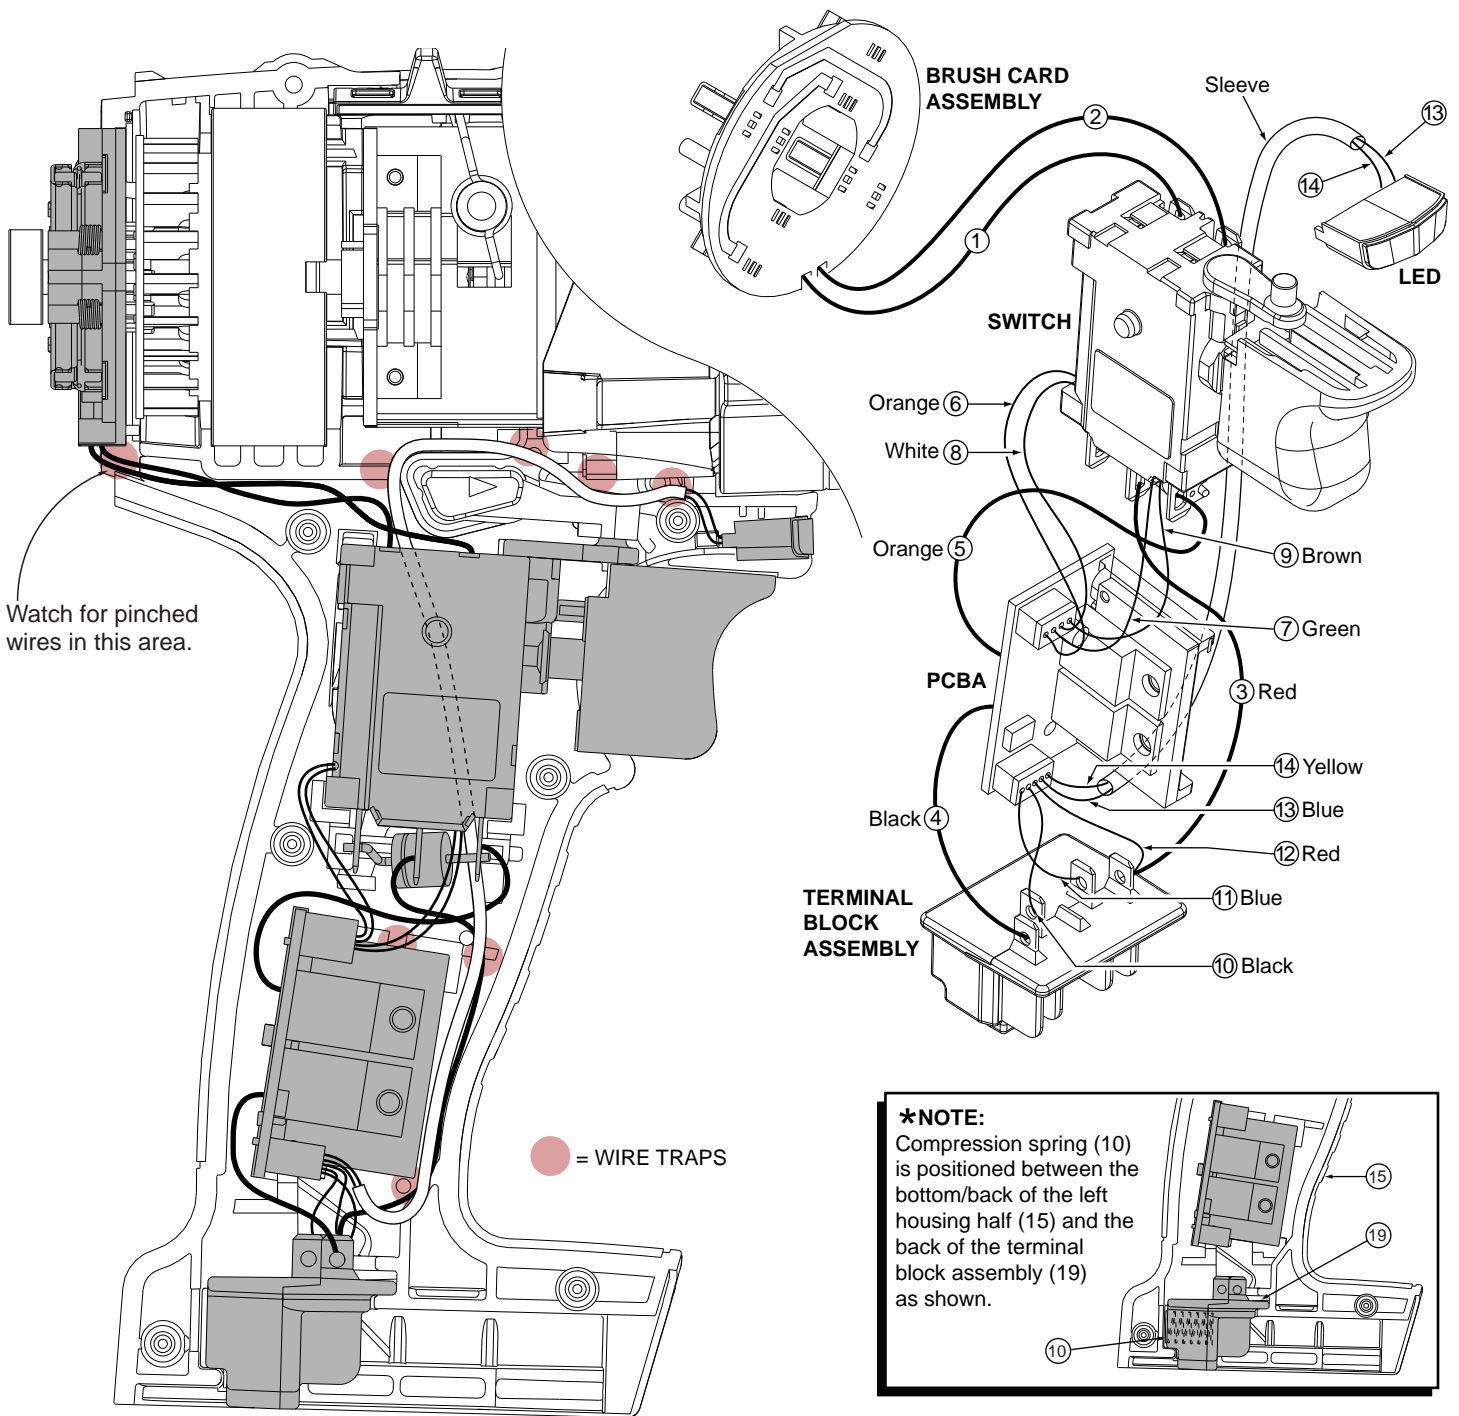 BRUSH CARD
ASSEMBLY
Sleeve
2
13
14
1
LED
SWITCH
Orange 6
White 8
Orange 5
9 Brown
7 Green
PCBA
3 Red
14 Yellow
13 Blue
Black 4
12 Red
TERMINAL
BLOCK
ASSEMBLY
11 Blue
10 Black
Watch for pinched
wires in this area.
= WIRE TRAPS
*NOTE:
Compression spring (10)
is positioned between the
bottom/back of the left
housing half (15) and the
back of the terminal
block assembly (19)
as shown.
15
19
10